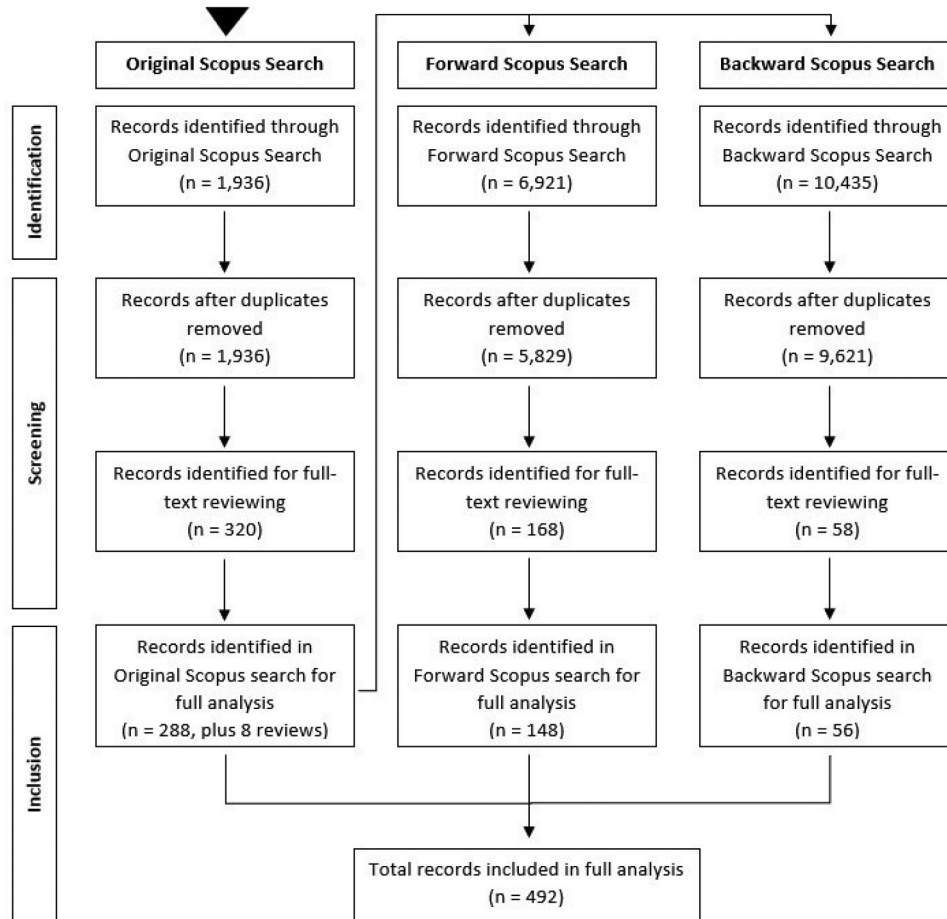 Original Scopus Search
Forward Scopus Search
Backward Scopus Search
Identification
Records identified through
Original Scopus Search
(n = 1,936)
Records identified through
Forward Scopus Search
(n = 6,921)
Records identified through
Backward Scopus Search
(n = 10,435)
Screening
Records after duplicates
removed
(n = 1,936)
Records after duplicates
removed
(n = 5,829)
Records after duplicates
removed
(n = 9,621)
Records identified for full-
text reviewing
(n = 320)
Records identified for full-
text reviewing
(n = 168)
Records identified for full-
text reviewing
(n = 58)
Inclusion
Records identified in
Original Scopus search for
full analysis
(n = 288, plus 8 reviews)
Records identified in
Forward Scopus search for
full analysis
(n = 148)
Records identified in
Backward Scopus search
for full analysis
(n = 56)
Total records included in full analysis
(n = 492)